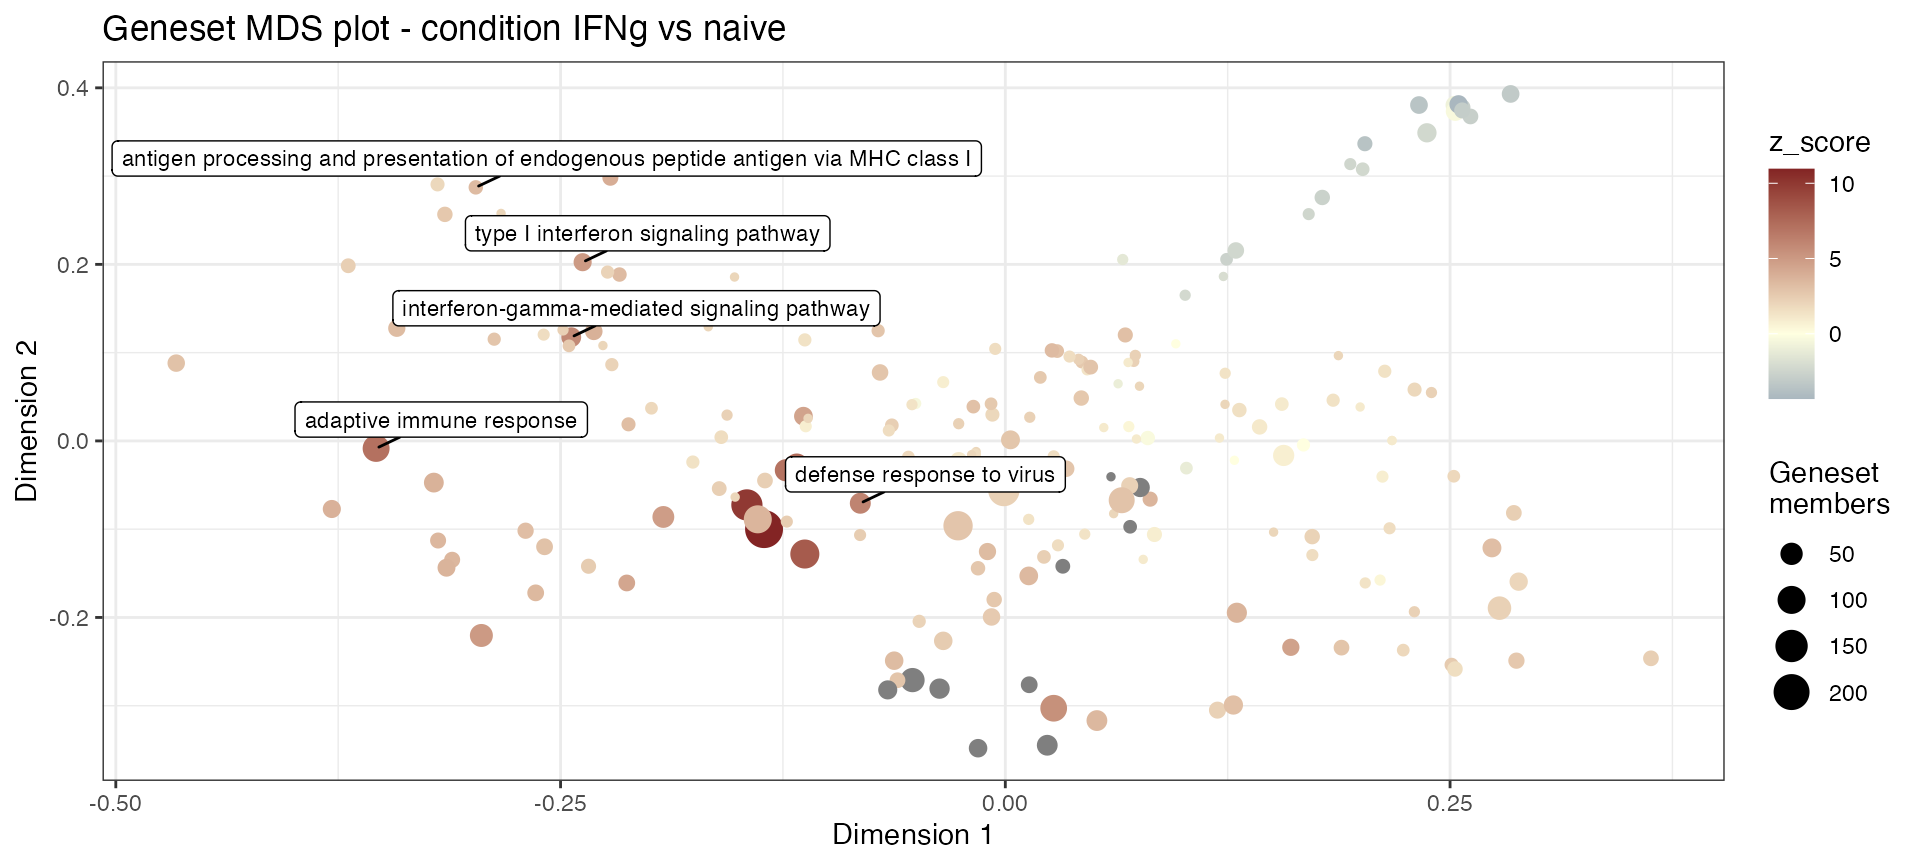 Geneset MDS plot - condition IFNg vs naive
antigen processing and presentation of endogenous peptide antigen via MHC class I
type I interferon signaling pathway
interferon-gamma-mediated signaling pathway
adaptive immune response
defense response to virus
0.4
0.2
0.0
-0.2
Dimension 2
-0.50
-0.25
0.00
0.25
Dimension 1
z_score
10
5
0
Geneset
members
50
100
150
200